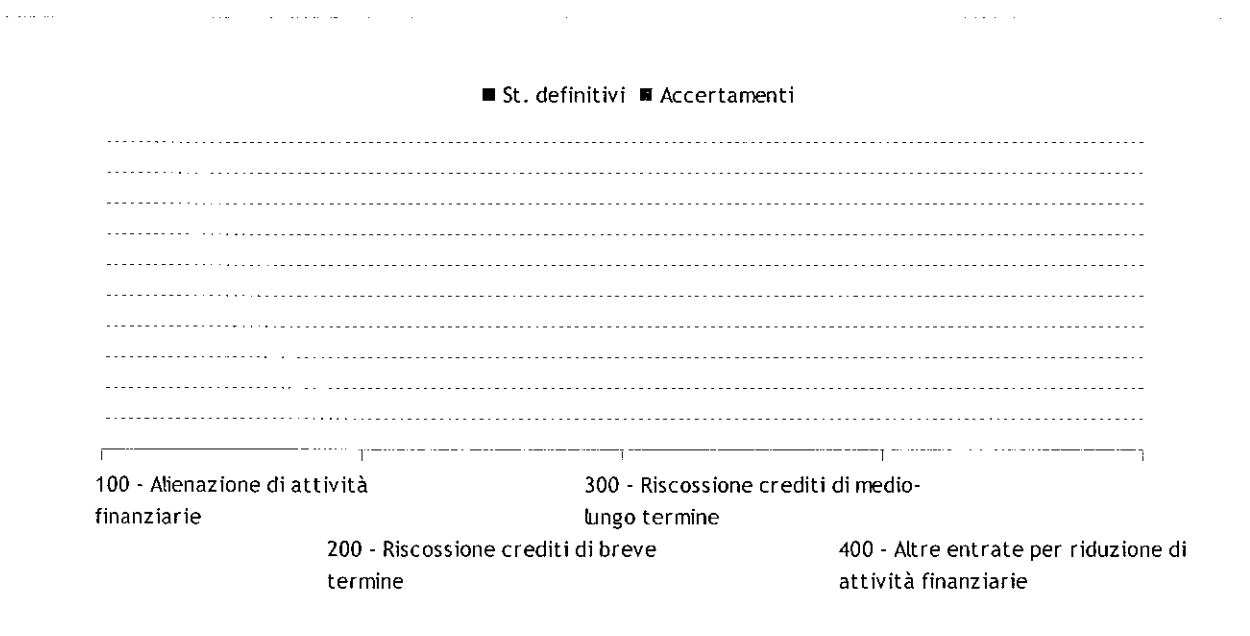 ■ St. definitivi ■ Accertamenti
100 - Alienazione di attività
finanziarie
200 - Riscossione crediti di breve
termine
300 - Riscossione crediti di medio-
lungo termine
400 - Altre entrate per riduzione di
attività finanziarie